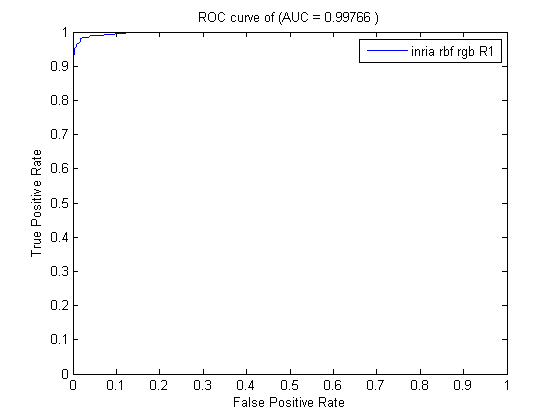 ROC curve of (AUC = 0.99766 )
inria rbf rgb R1
True Positive Rate
1
0.9
0.8
0.7
0.6
0.5
0.4
0.3
0.2
0.1
0
0 0.1 0.2 0.3 0.4 0.5 0.6 0.7 0.8 0.9 1
False Positive Rate